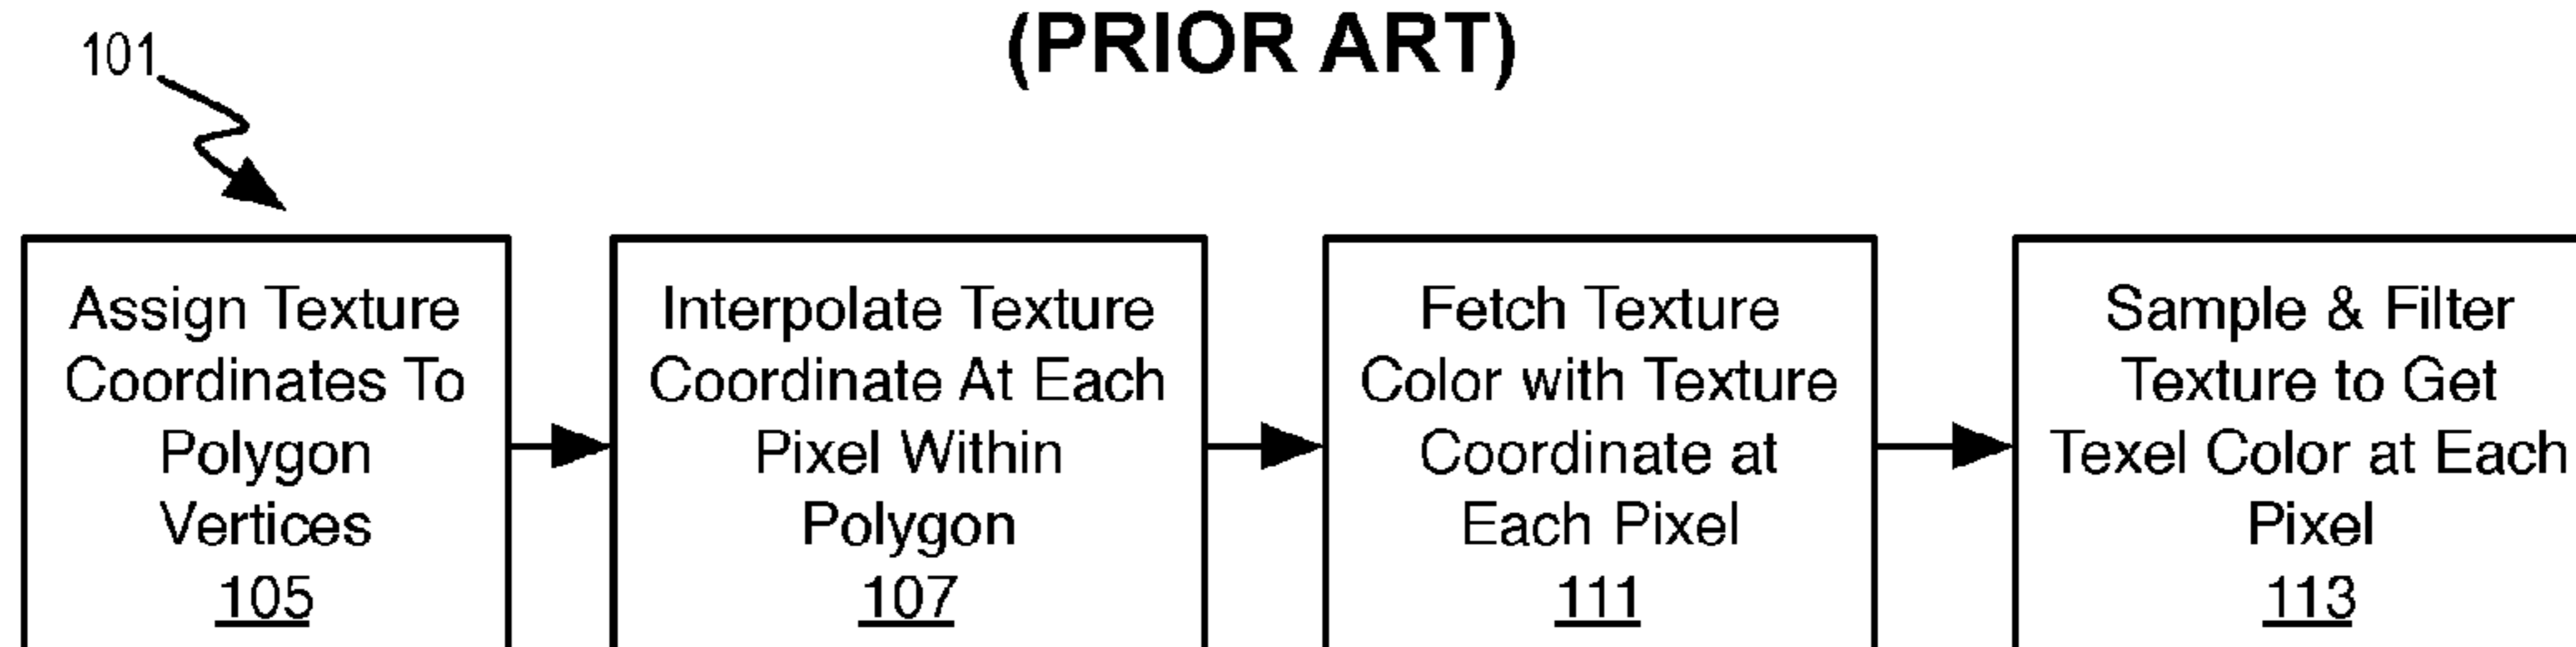 (PRIOR ART)
101
Assign Texture
Coordinates To
Polygon
Vertices
105
Interpolate Texture
Coordinate At Each
Pixel Within
Polygon
107
Fetch Texture
Color with Texture
Coordinate at
Each Pixel
111
Sample & Filter
Texture to Get
Texel Color at Each
Pixel
113